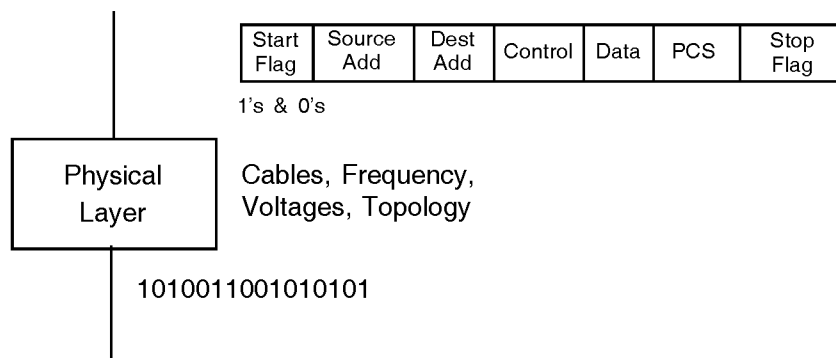 Start Flag
Source Add
Dest Add
Control
Data
PCS
Stop Flag
1's & 0's
Physical
Layer
Cables, Frequency,
Voltages, Topology
1010011001010101